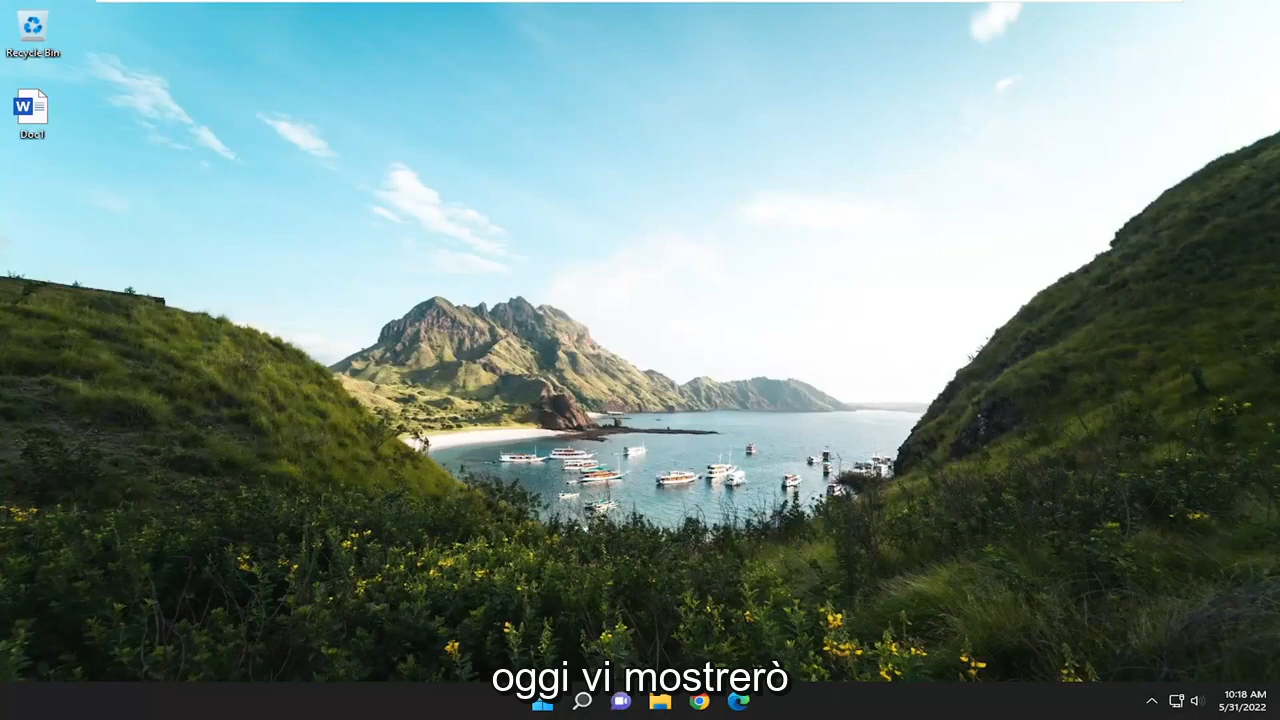 Recycle Bin
W
Doc1
oggi vi mostrerò
10:18 AM
5/31/2022